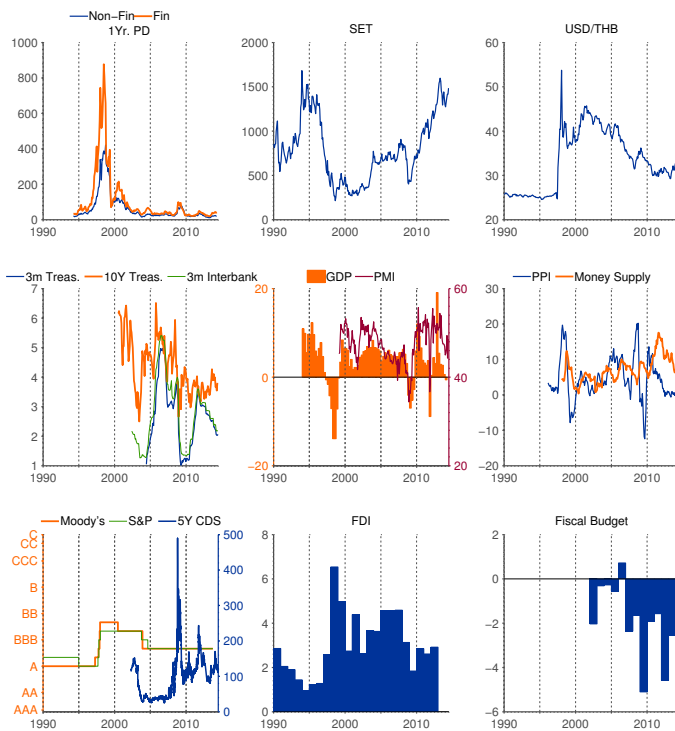 Non−Fin Fin
1Yr. PD
1000
800
600
400
200
0
1990 2000 2010
SET
2000
1500
1000
500
0
1990 2000 2010
USD/THB
60
50
40
30
20
1990 2000 2010
3m Treas. 10Y Treas. 3m Interbank
7
6
5
4
3
2
1
1990 2000 2010
GDP PMI
20 60
0 40
−20 20
1990 2000 2010
PPI Money Supply
30
20
10
0
−10
−20
1990 2000 2010
Moody's S&P 5Y CDS
C 500
CC
CCC 400
B 300
BB
BBB 200
A 100
AA
AAA 0
1990 2000 2010
FDI
8
6
4
2
0
1990 2000 2010
Fiscal Budget
2
0
−2
−4
−6
1990 2000 2010